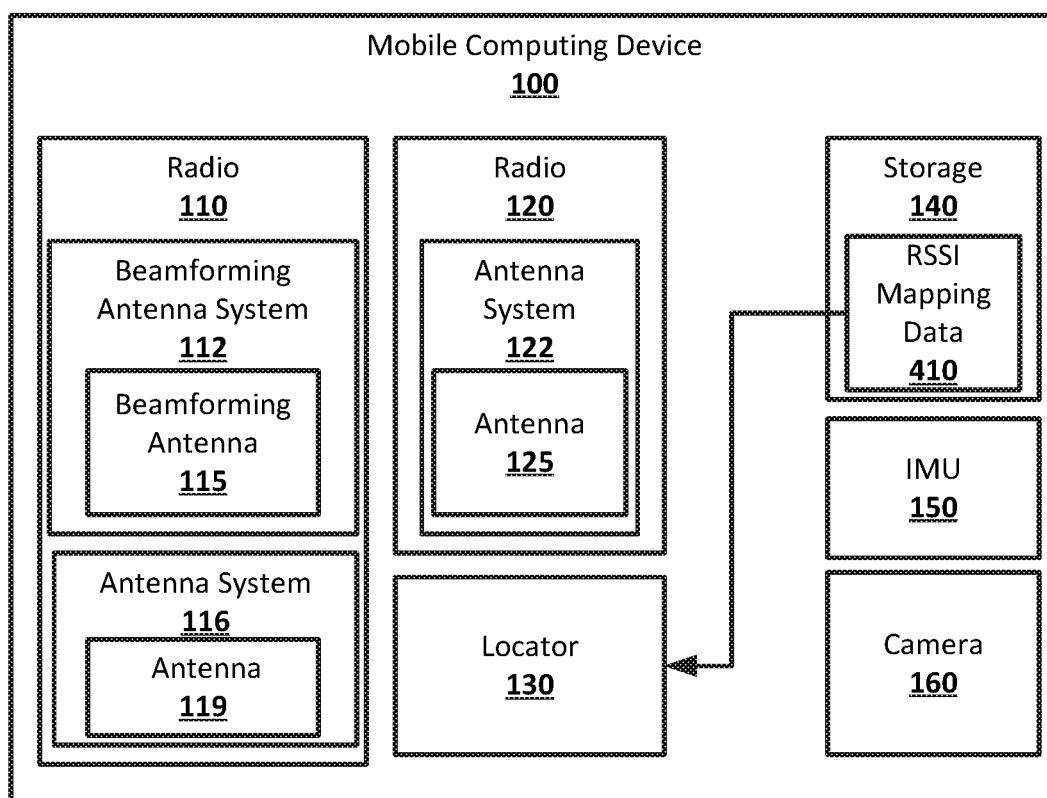 Mobile Computing Device
100
Radio
110
Beamforming
Antenna System
112
Beamforming
Antenna
115
Antenna System
116
Antenna
119
Radio
120
Antenna
System
122
Antenna
125
Locator
130
Storage
140
RSSI
Mapping
Data
410
IMU
150
Camera
160